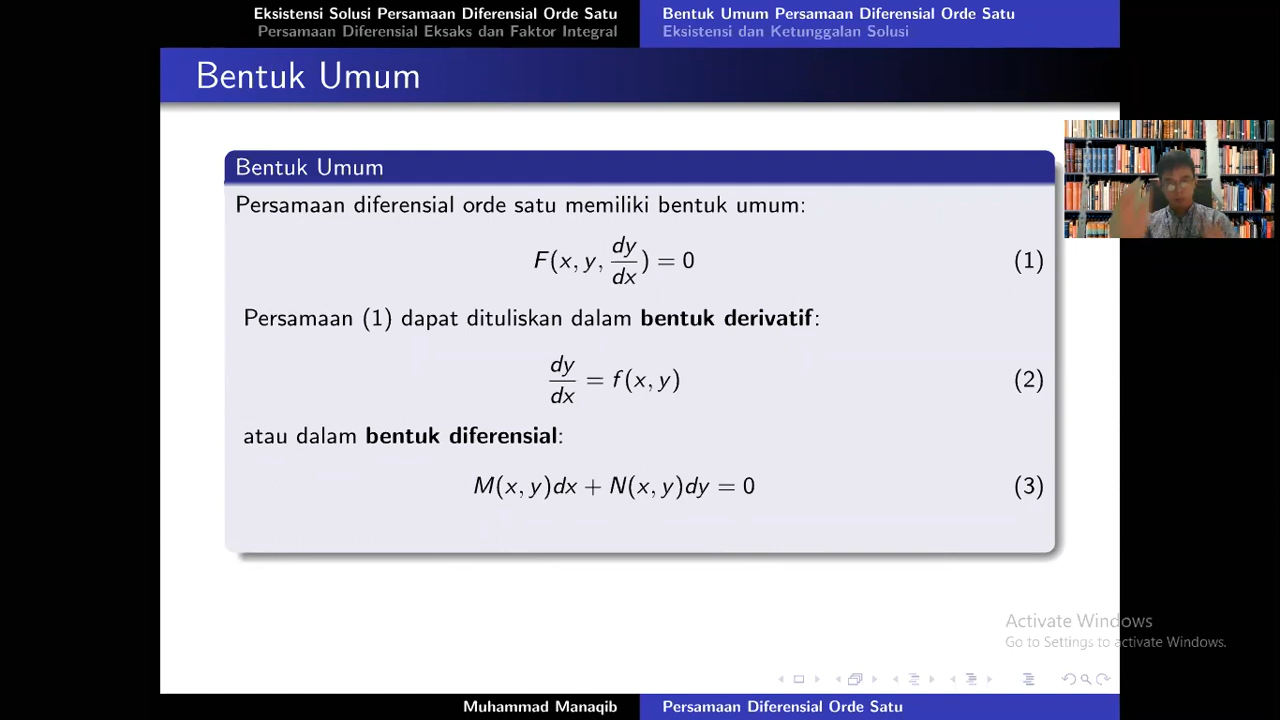 Eksistensi Solusi Persamaan Diferensial Orde Satu
Persamaan Diferensial Eksaks dan Faktor Integral
Bentuk Umum Persamaan Diferensial Orde Satu
Eksistensi dan Ketunggalan Solusi
Bentuk Umum
Bentuk Umum
Persamaan diferensial orde satu memiliki bentuk umum:
F(x, y, dy/dx) = 0 (1)
Persamaan (1) dapat dituliskan dalam bentuk derivatif:
dy/dx = f(x, y) (2)
atau dalam bentuk diferensial:
M(x, y)dx + N(x, y)dy = 0 (3)
Activate Windows
Go to Settings to activate Windows.
Muhammad Manaqib
Persamaan Diferensial Orde Satu